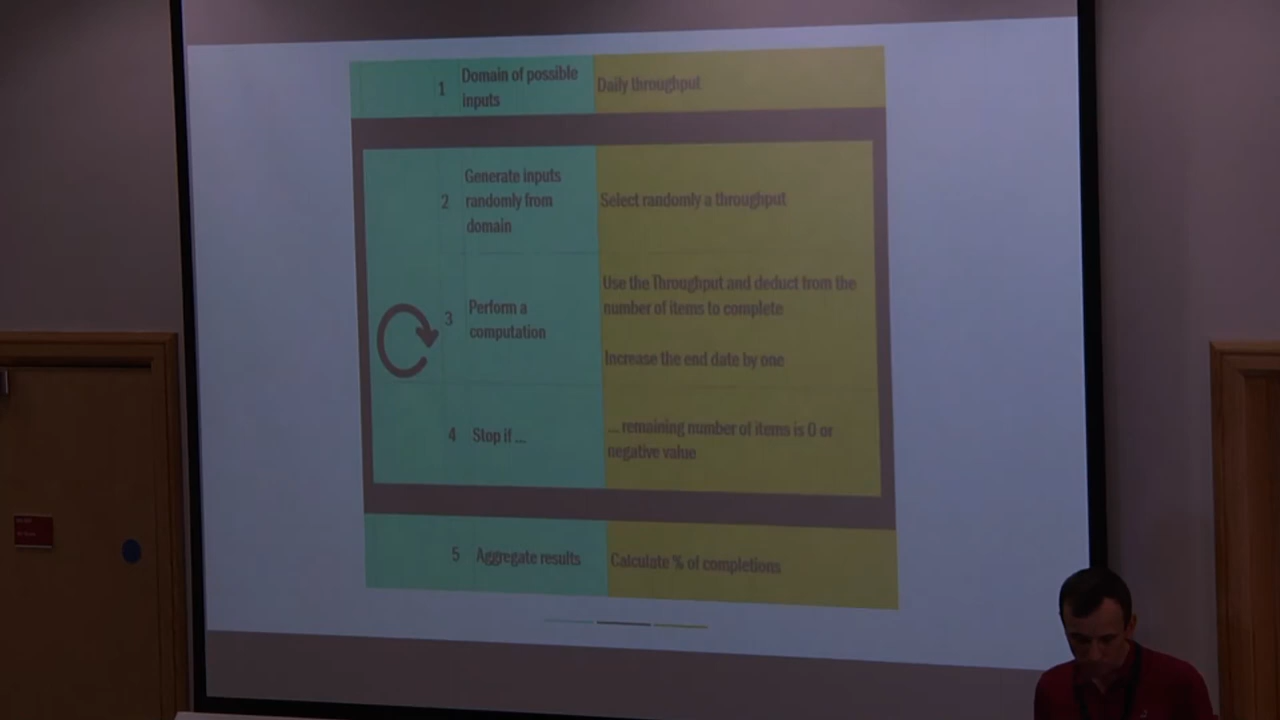 1
Domain of possible
inputs
Daily throughput
2
Generate inputs
randomly from
domain
Select randomly a throughput
3
Perform a
computation
Use the Throughput and deduct from the
number of items to complete
Increase the end date by one
4
Stop if ...
... remaining number of items is 0 or
negative value
5
Aggregate results
Calculate % of completions